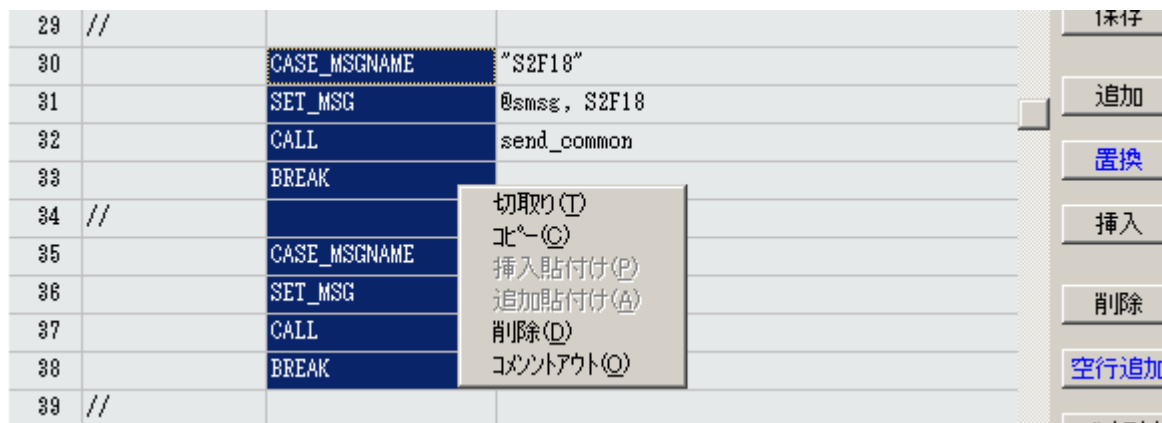 29 //
30 CASE_MSGNAME "S2F18"
31 SET_MSG @smsg, S2F18
32 CALL send_common
33 BREAK
34 //
35 CASE_MSGNAME
36 SET_MSG
37 CALL
38 BREAK
39 //
切取り(T)
コピー(C)
挿入貼付け(P)
追加貼付け(A)
削除(D)
コメントアウト(O)
保存
追加
置換
挿入
削除
空行追加